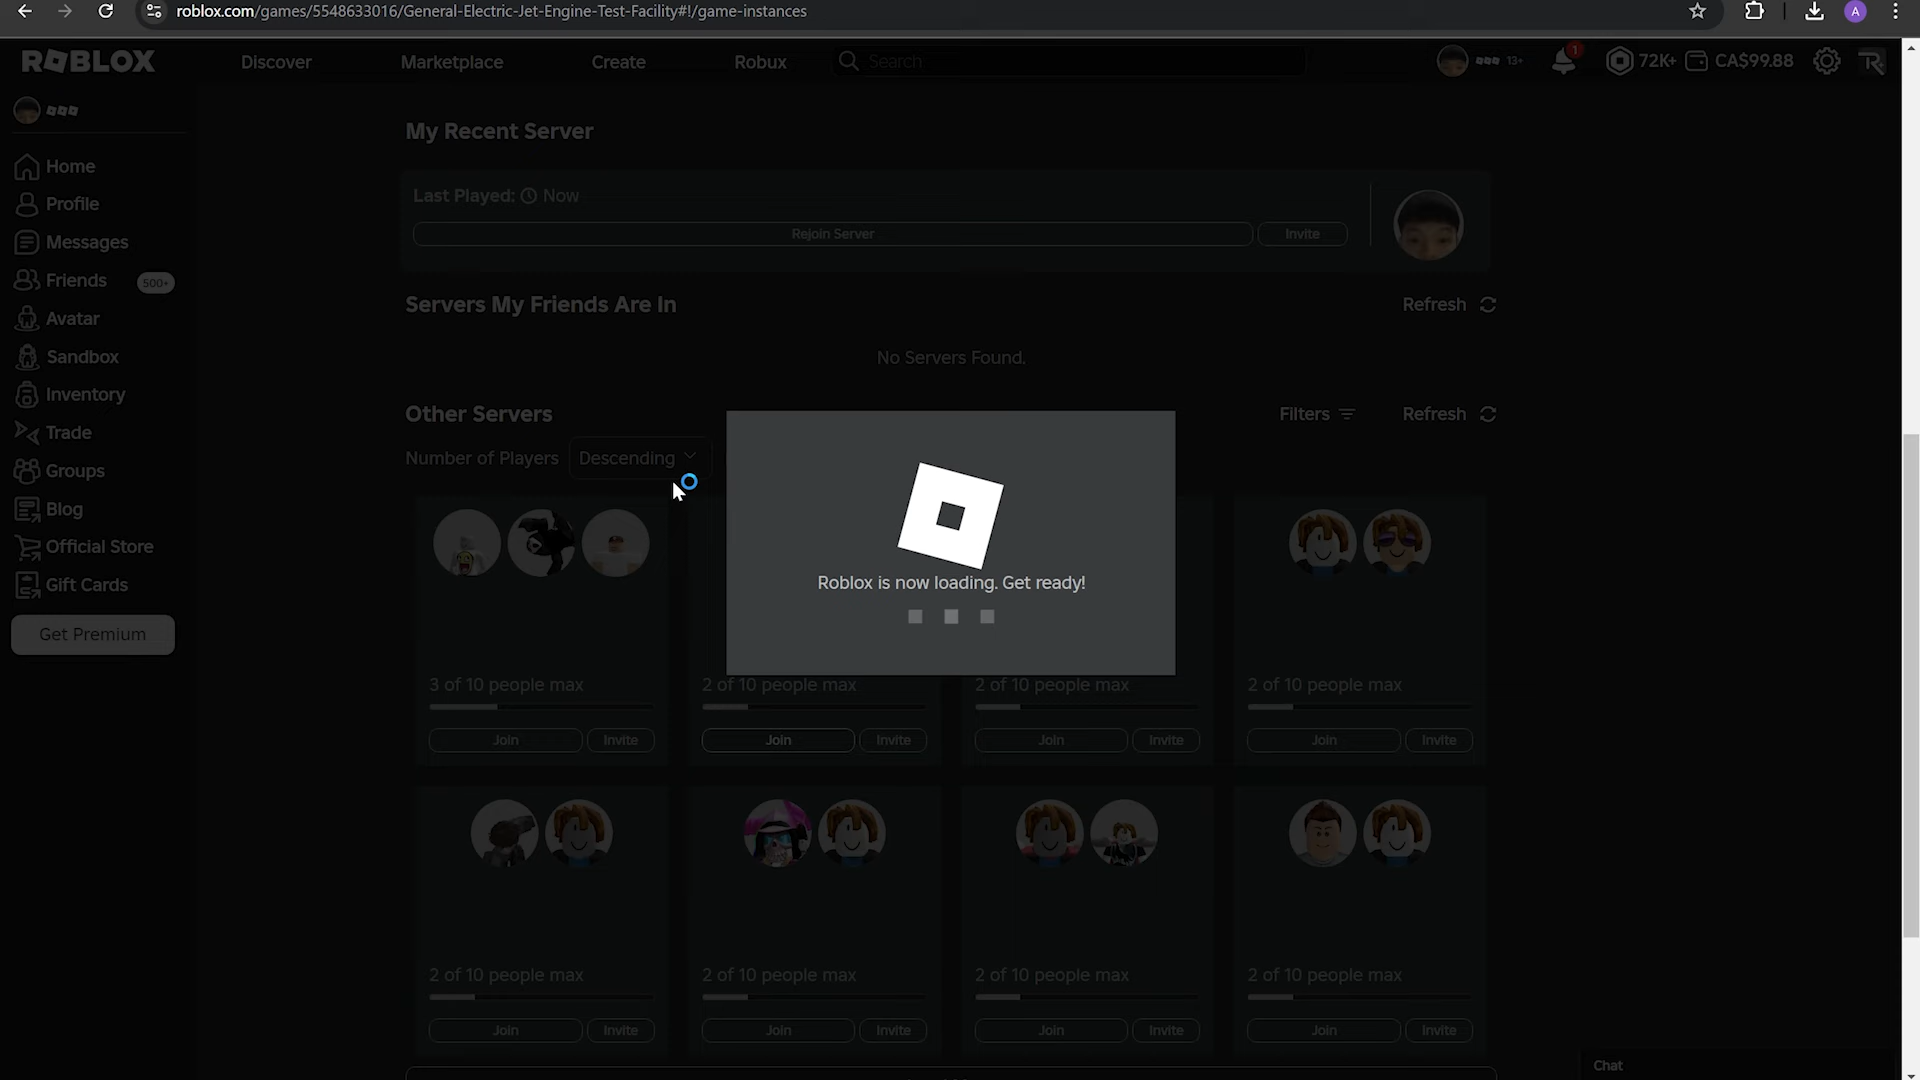 roblox.com/games/5548633016/General-Electric-Jet-Engine-Test-Facility#!/game-instances
A
ROBLOX
Discover
Marketplace
Create
Robux
Search
13+
1
72K+
CA$99.88
Home
Profile
Messages
Friends
500+
Avatar
Sandbox
Inventory
Trade
Groups
Blog
Official Store
Gift Cards
Get Premium
My Recent Server
Last Played: Now
Rejoin Server
Invite
Servers My Friends Are In
Refresh
No Servers Found.
Other Servers
Filters
Refresh
Number of Players
Descending
Roblox is now loading. Get ready!
3 of 10 people max
2 of 10 people max
2 of 10 people max
2 of 10 people max
Join
Invite
Join
Invite
Join
Invite
Join
Invite
2 of 10 people max
2 of 10 people max
2 of 10 people max
2 of 10 people max
Join
Invite
Join
Invite
Join
Invite
Join
Invite
Chat